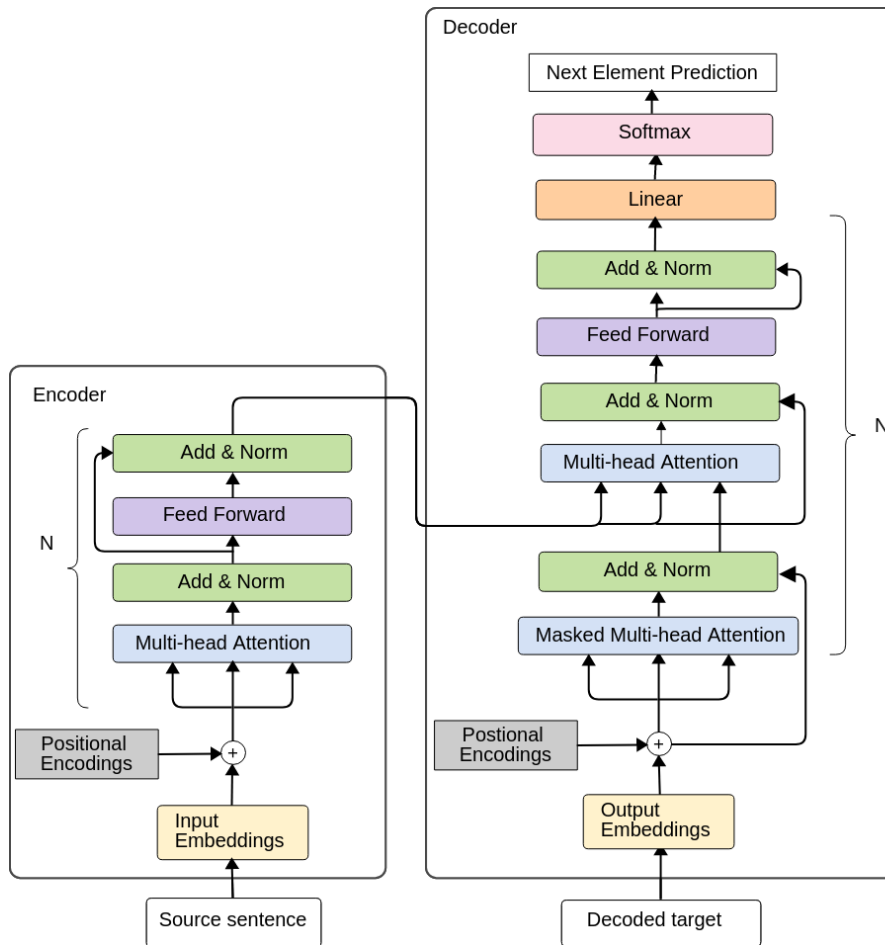 Decoder
Next Element Prediction
Softmax
Linear
Add & Norm
Feed Forward
Add & Norm
Multi-head Attention
N
Add & Norm
Masked Multi-head Attention
Postional
Encodings
Output
Embeddings
Decoded target
Encoder
Add & Norm
Feed Forward
N
Add & Norm
Multi-head Attention
Positional
Encodings
+
+
Input
Embeddings
Source sentence